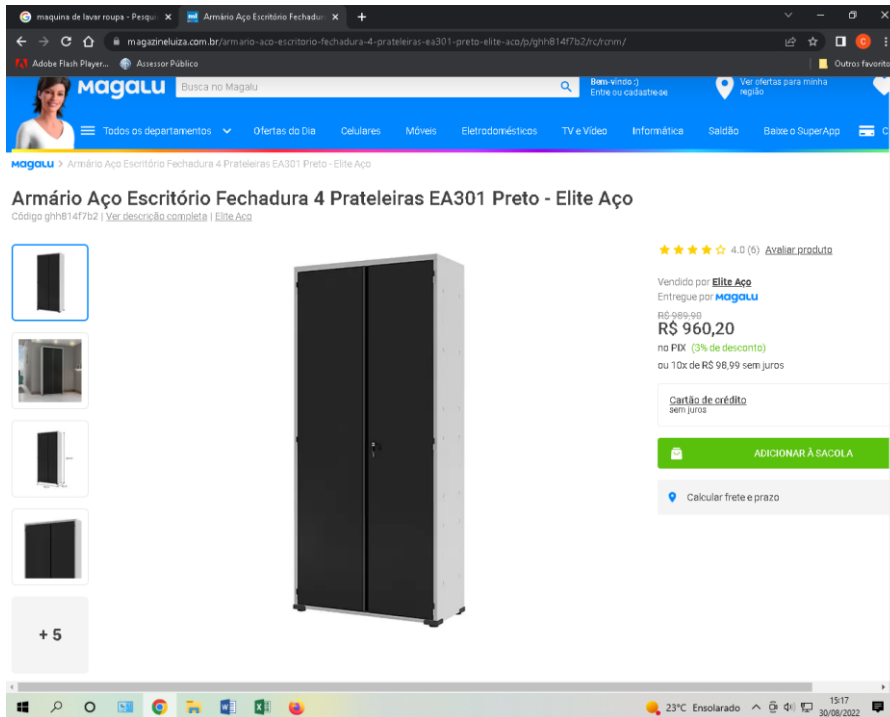 maquina de lavar roupa - Pesqui
Armário Aço Escritório Fechadur
magazineluiza.com.br/armario-aco-escritorio-fechadura-4-prateleiras-ea301-preto-elite-aco/p/ghh814f7b2/rc/rcnm/
Adobe Flash Player...
Assessor Público
Outros favorito
Magalu
Busca no Magalu
Bem-vindo :)
Entre ou cadastre-se
Ver ofertas para minha
região
Todos os departamentos
Ofertas do Dia
Celulares
Móveis
Eletrodomésticos
TV e Vídeo
Informática
Saldão
Baixe o SuperApp
C
Magalu > Armário Aço Escritório Fechadura 4 Prateleiras EA301 Preto - Elite Aço
Armário Aço Escritório Fechadura 4 Prateleiras EA301 Preto - Elite Aço
Código ghh814f7b2 | Ver descrição completa | Elite Aço
4.0 (6) Avaliar produto
Vendido por Elite Aço
Entregue por Magalu
R$ 989,90
R$ 960,20
no PIX (3% de desconto)
ou 10x de R$ 98,99 sem juros
Cartão de crédito
sem juros
ADICIONAR À SACOLA
Calcular frete e prazo
+ 5
23°C Ensolarado
15:17
30/08/2022